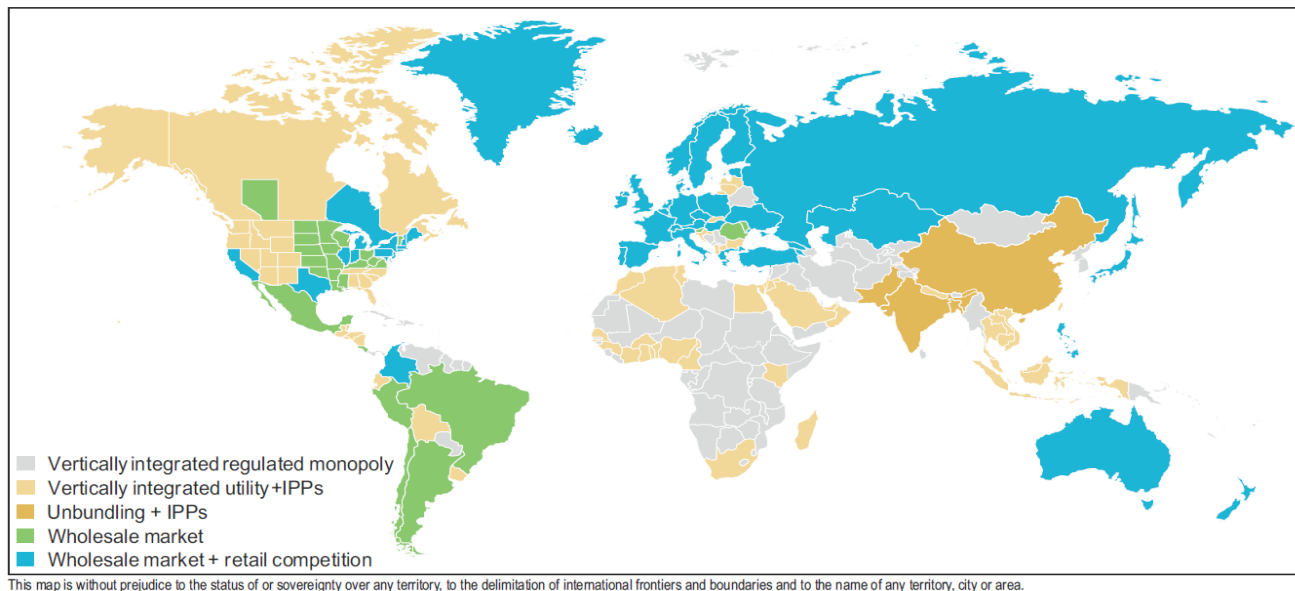 Vertically integrated regulated monopoly
Vertically integrated utility+IPPs
Unbundling + IPPs
Wholesale market
Wholesale market + retail competition
This map is without prejudice to the status of or sovereignty over any territory, to the delimitation of international frontiers and boundaries and to the name of any territory, city or area.